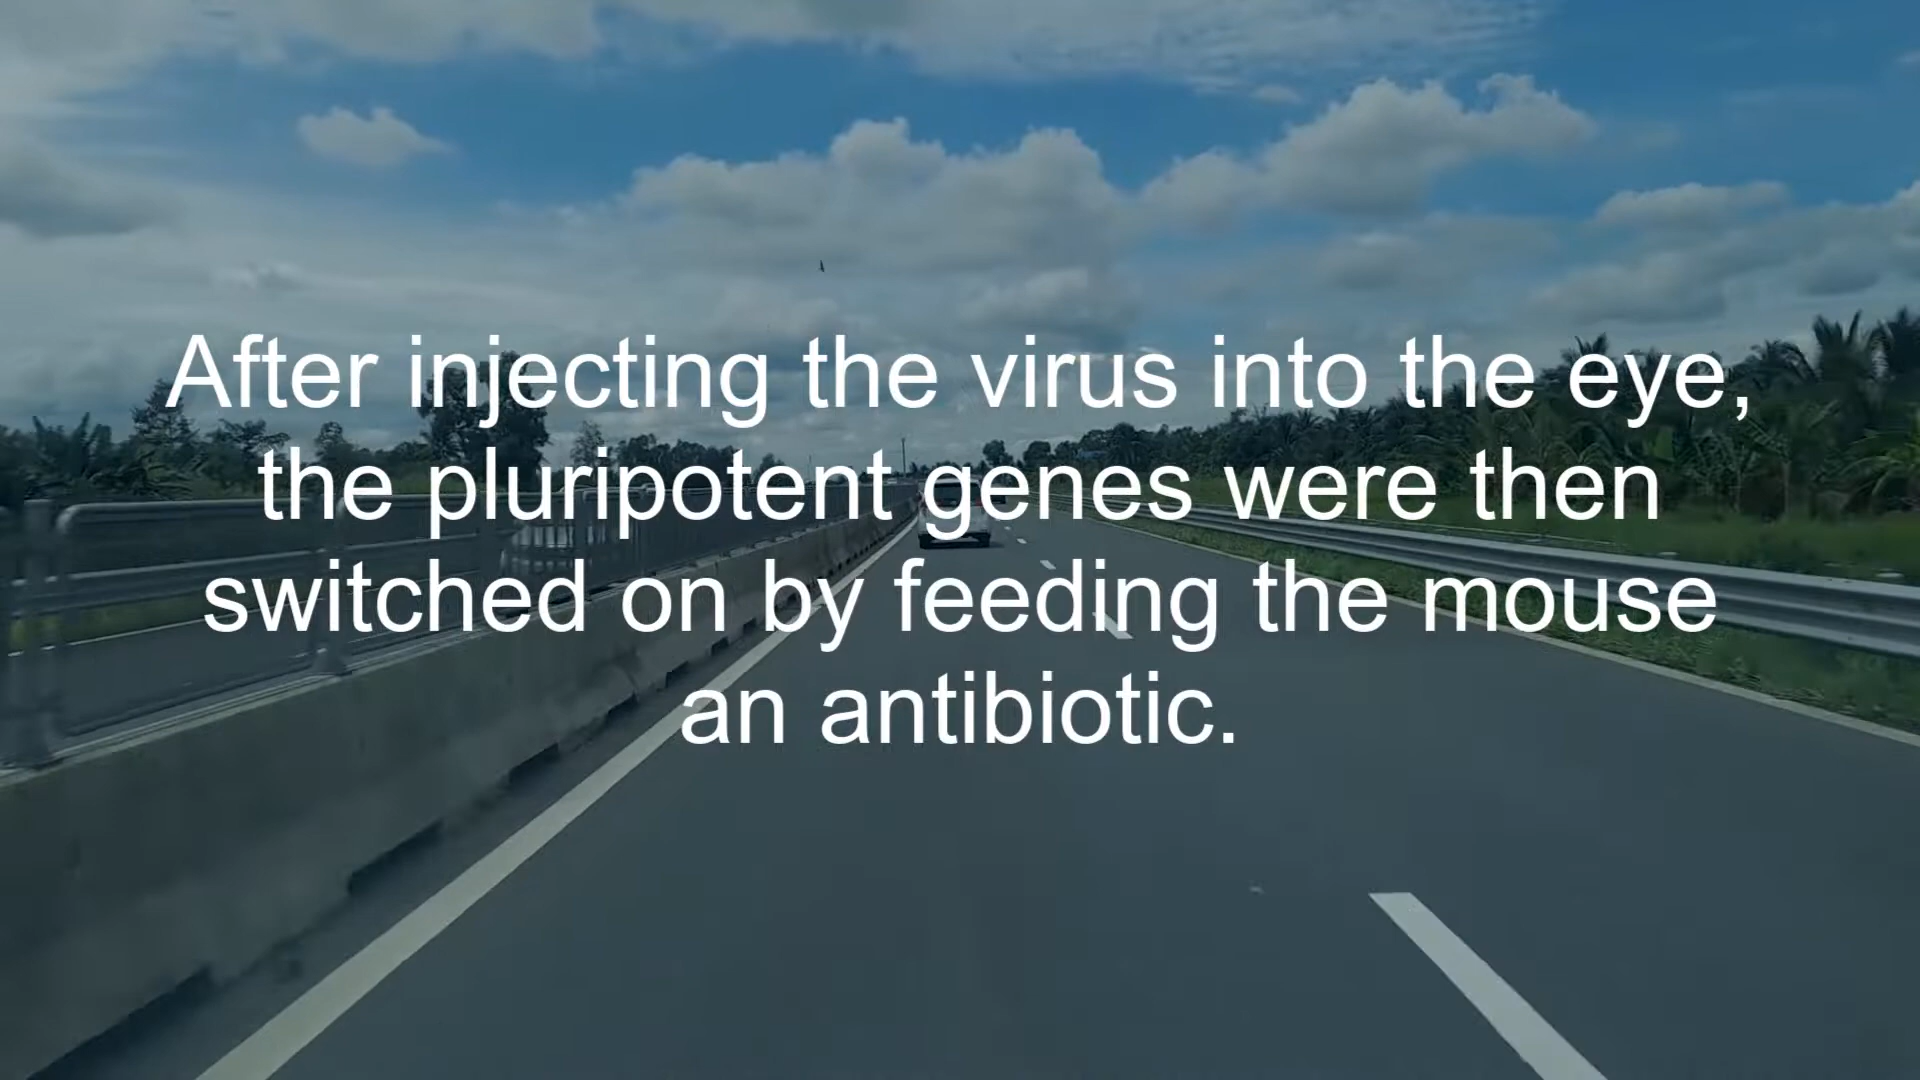 After injecting the virus into the eye,
the pluripotent genes were then
switched on by feeding the mouse
an antibiotic.